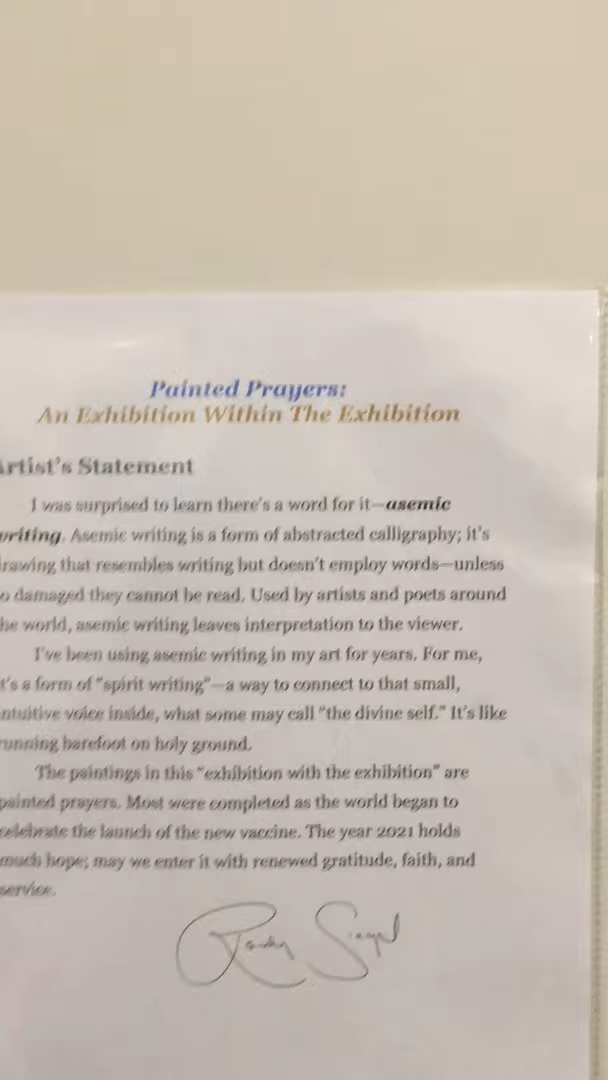 Painted Prayers:
An Exhibition Within The Exhibition
Artist's Statement
I was surprised to learn there's a word for it—asemic
writing. Asemic writing is a form of abstracted calligraphy; it's
drawing that resembles writing but doesn't employ words—unless
so damaged they cannot be read. Used by artists and poets around
the world, asemic writing leaves interpretation to the viewer.
I've been using asemic writing in my art for years. For me,
it's a form of "spirit writing"—a way to connect to that small,
intuitive voice inside, what some may call "the divine self." It's like
running barefoot on holy ground.
The paintings in this "exhibition with the exhibition" are
painted prayers. Most were completed as the world began to
celebrate the launch of the new vaccine. The year 2021 holds
much hope; may we enter it with renewed gratitude, faith, and
service.
Randy Siegel